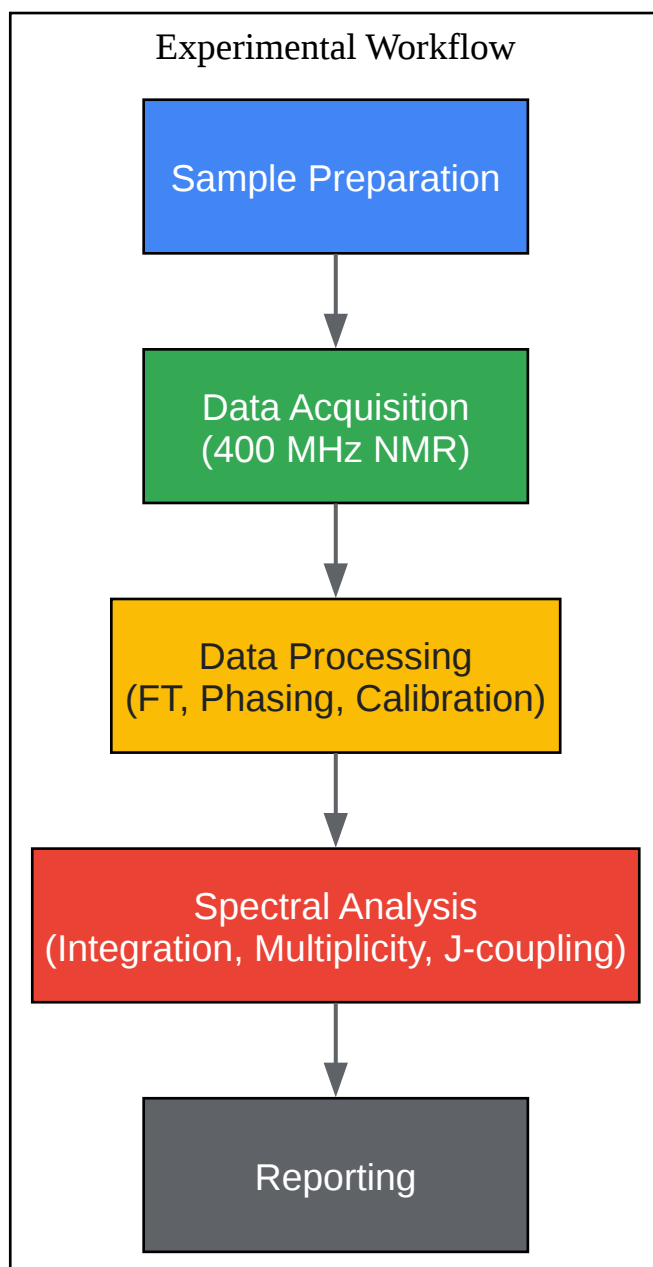 Experimental Workflow
Sample Preparation
Data Acquisition
(400 MHz NMR)
Data Processing
(FT, Phasing, Calibration)
Spectral Analysis
(Integration, Multiplicity, J-coupling)
Reporting